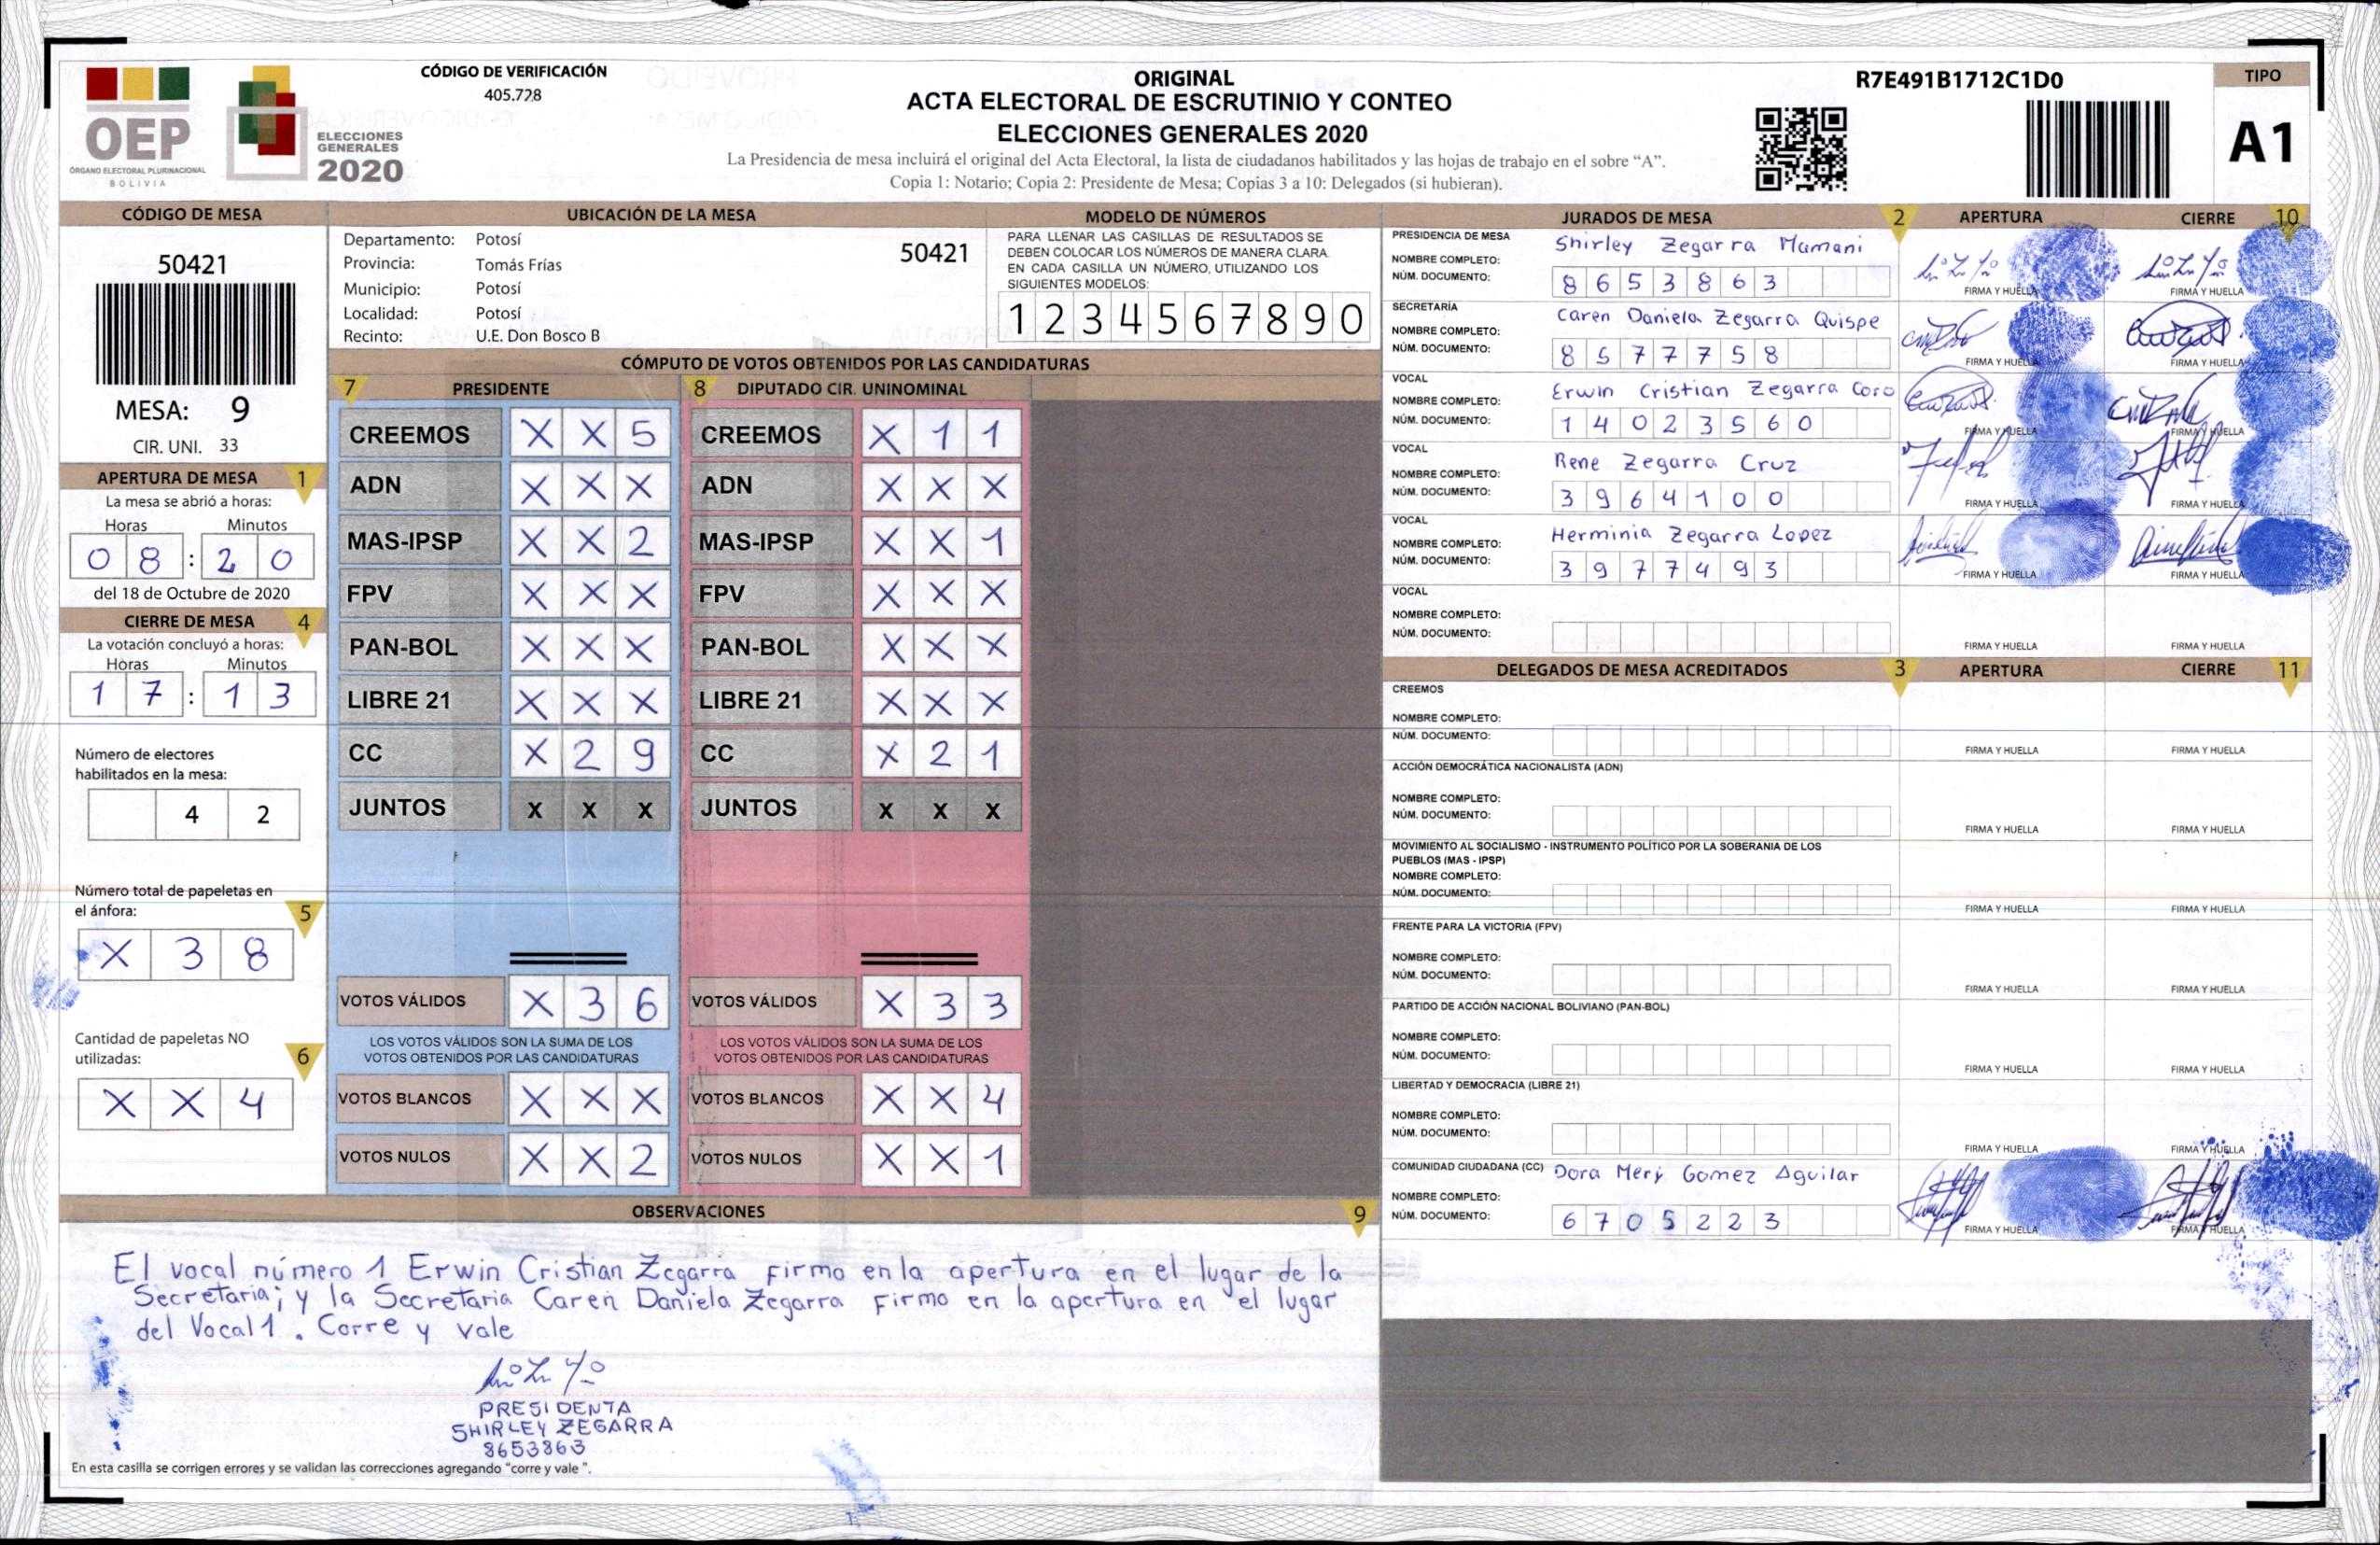 OEP
ÓRGANO ELECTORAL PLURINACIONAL
BOLIVIA
ELECCIONES
GENERALES
2020
CÓDIGO DE VERIFICACIÓN
405.728
ORIGINAL
ACTA ELECTORAL DE ESCRUTINIO Y CONTEO
ELECCIONES GENERALES 2020
La Presidencia de mesa incluirá el original del Acta Electoral, la lista de ciudadanos habilitados y las hojas de trabajo en el sobre “A”.
Copia 1: Notario; Copia 2: Presidente de Mesa; Copias 3 a 10: Delegados (si hubieran).
R7E491B1712C1D0
TIPO
A1
CÓDIGO DE MESA
50421
MESA: 9
CIR. UNI. 33
UBICACIÓN DE LA MESA
Departamento: Potosí
50421
Provincia: Tomás Frías
Municipio: Potosí
Localidad: Potosí
Recinto: U.E. Don Bosco B
MODELO DE NÚMEROS
PARA LLENAR LAS CASILLAS DE RESULTADOS SE
DEBEN COLOCAR LOS NÚMEROS DE MANERA CLARA.
EN CADA CASILLA UN NÚMERO, UTILIZANDO LOS
SIGUIENTES MODELOS:
1 2 3 4 5 6 7 8 9 0
APERTURA DE MESA 1
La mesa se abrió a horas:
Horas Minutos
0 8 : 2 0
del 18 de Octubre de 2020
CIERRE DE MESA 4
La votación concluyó a horas:
Horas Minutos
1 7 : 1 3
Número de electores
habilitados en la mesa:
4 2
Número total de papeletas en
el ánfora: 5
X 3 8
Cantidad de papeletas NO
utilizadas: 6
X X 4
CÓMPUTO DE VOTOS OBTENIDOS POR LAS CANDIDATURAS
7 PRESIDENTE
CREEMOS X X 5
ADN X X X
MAS-IPSP X X 2
FPV X X X
PAN-BOL X X X
LIBRE 21 X X X
CC X 2 9
JUNTOS X X X
VOTOS VÁLIDOS X 3 6
LOS VOTOS VÁLIDOS SON LA SUMA DE LOS
VOTOS OBTENIDOS POR LAS CANDIDATURAS
VOTOS BLANCOS X X X
VOTOS NULOS X X 2
8 DIPUTADO CIR. UNINOMINAL
CREEMOS X 1 1
ADN X X X
MAS-IPSP X X 1
FPV X X X
PAN-BOL X X X
LIBRE 21 X X X
CC X 2 1
JUNTOS X X X
VOTOS VÁLIDOS X 3 3
LOS VOTOS VÁLIDOS SON LA SUMA DE LOS
VOTOS OBTENIDOS POR LAS CANDIDATURAS
VOTOS BLANCOS X X 4
VOTOS NULOS X X 1
OBSERVACIONES 9
El vocal número 1 Erwin Cristian Zegarra firmo en la apertura en el lugar de la
Secretaria; y la Secretaria Caren Daniela Zegarra firmo en la apertura en el lugar
del Vocal 1. Corre y vale
PRESIDENTA
SHIRLEY ZEGARRA
8653863
En esta casilla se corrigen errores y se validan las correcciones agregando "corre y vale ".
JURADOS DE MESA 2 APERTURA CIERRE 10
PRESIDENCIA DE MESA
Shirley Zegarra Mamani
NOMBRE COMPLETO:
NÚM. DOCUMENTO: 8 6 5 3 8 6 3
FIRMA Y HUELLA FIRMA Y HUELLA
SECRETARÍA
Caren Daniela Zegarra Quispe
NOMBRE COMPLETO:
NÚM. DOCUMENTO: 8 5 7 7 7 5 8
FIRMA Y HUELLA FIRMA Y HUELLA
VOCAL
Erwin Cristian Zegarra Coro
NOMBRE COMPLETO:
NÚM. DOCUMENTO: 1 4 0 2 3 5 6 0
FIRMA Y HUELLA FIRMA Y HUELLA
VOCAL
Rene Zegarra Cruz
NOMBRE COMPLETO:
NÚM. DOCUMENTO: 3 9 6 4 1 0 0
FIRMA Y HUELLA FIRMA Y HUELLA
VOCAL
Herminia Zegarra Lopez
NOMBRE COMPLETO:
NÚM. DOCUMENTO: 3 9 7 7 4 9 3
FIRMA Y HUELLA FIRMA Y HUELLA
VOCAL
NOMBRE COMPLETO:
NÚM. DOCUMENTO:
FIRMA Y HUELLA FIRMA Y HUELLA
DELEGADOS DE MESA ACREDITADOS 3 APERTURA CIERRE 11
CREEMOS
NOMBRE COMPLETO:
NÚM. DOCUMENTO:
FIRMA Y HUELLA FIRMA Y HUELLA
ACCIÓN DEMOCRÁTICA NACIONALISTA (ADN)
NOMBRE COMPLETO:
NÚM. DOCUMENTO:
FIRMA Y HUELLA FIRMA Y HUELLA
MOVIMIENTO AL SOCIALISMO - INSTRUMENTO POLÍTICO POR LA SOBERANIA DE LOS
PUEBLOS (MAS - IPSP)
NOMBRE COMPLETO:
NÚM. DOCUMENTO:
FIRMA Y HUELLA FIRMA Y HUELLA
FRENTE PARA LA VICTORIA (FPV)
NOMBRE COMPLETO:
NÚM. DOCUMENTO:
FIRMA Y HUELLA FIRMA Y HUELLA
PARTIDO DE ACCIÓN NACIONAL BOLIVIANO (PAN-BOL)
NOMBRE COMPLETO:
NÚM. DOCUMENTO:
FIRMA Y HUELLA FIRMA Y HUELLA
LIBERTAD Y DEMOCRACIA (LIBRE 21)
NOMBRE COMPLETO:
NÚM. DOCUMENTO:
FIRMA Y HUELLA FIRMA Y HUELLA
COMUNIDAD CIUDADANA (CC) Dora Mery Gomez Aguilar
NOMBRE COMPLETO:
NÚM. DOCUMENTO: 6 7 0 5 2 2 3
FIRMA Y HUELLA FIRMA Y HUELLA